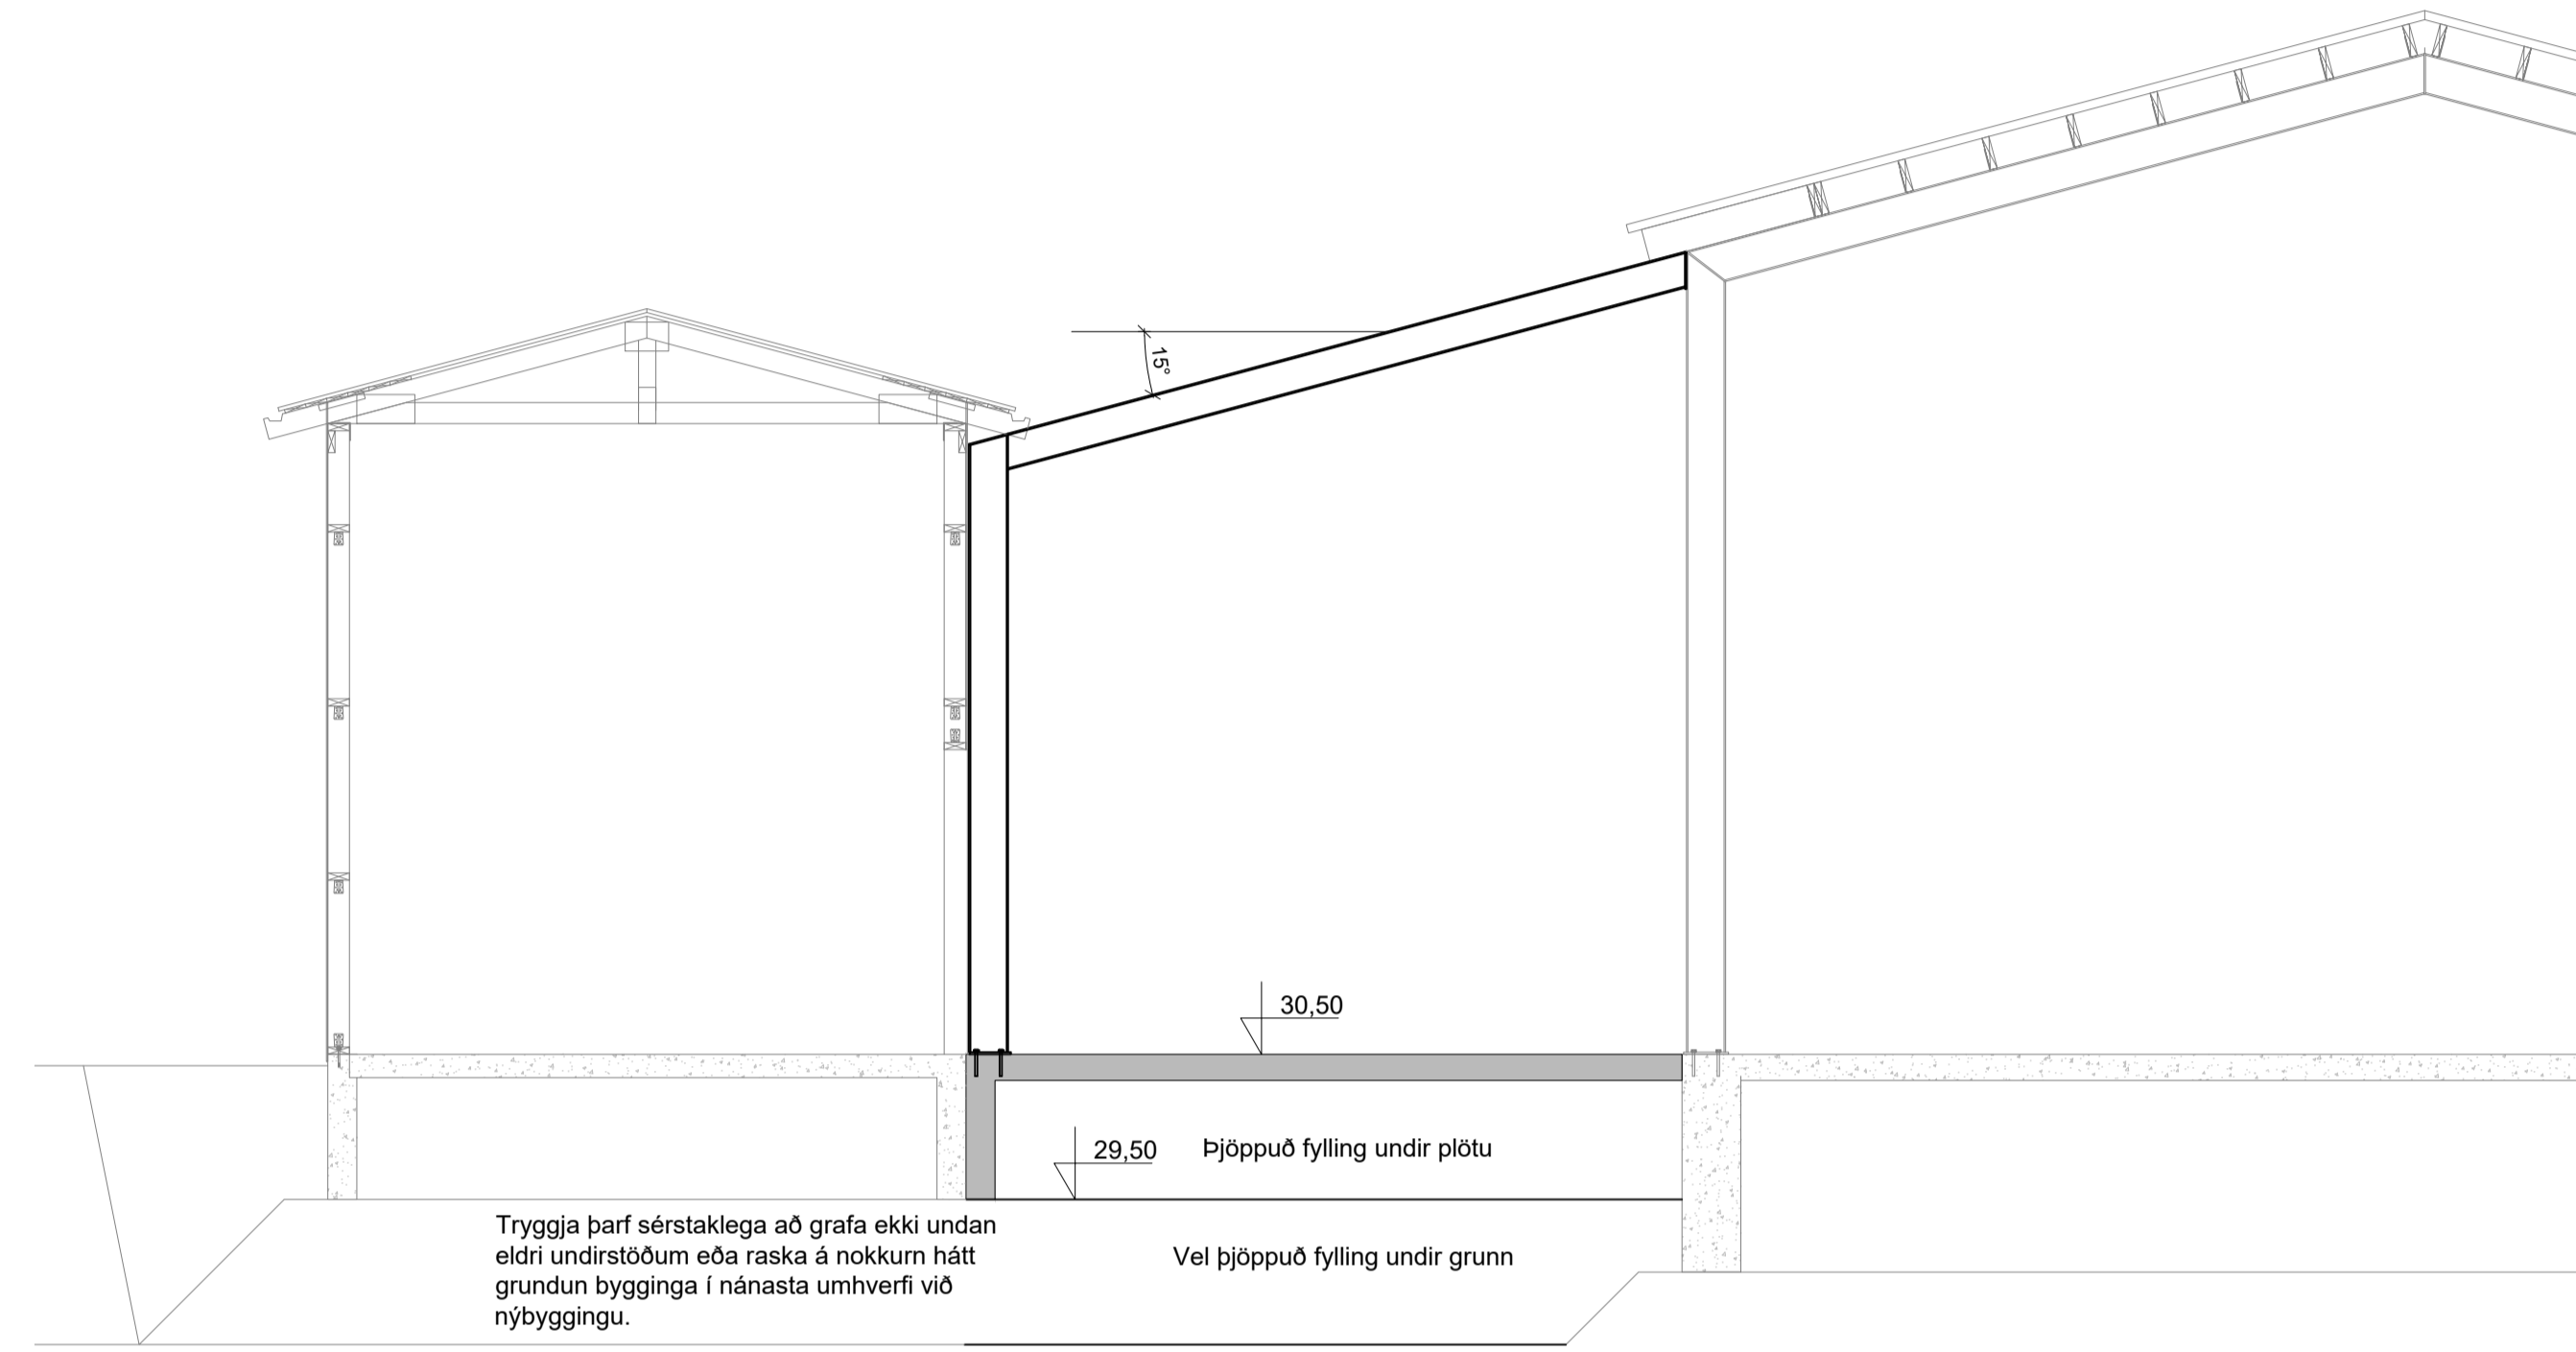 15°
30,50
29,50
Þjöppuð fylling undir plötu
Tryggja þarf sérstaklega að grafa ekki undan
eldri undirstöðum eða raska á nokkurn hátt
grundun bygginga í nánasta umhverfi við
nýbyggingu.
Vel þjöppuð fylling undir grunn